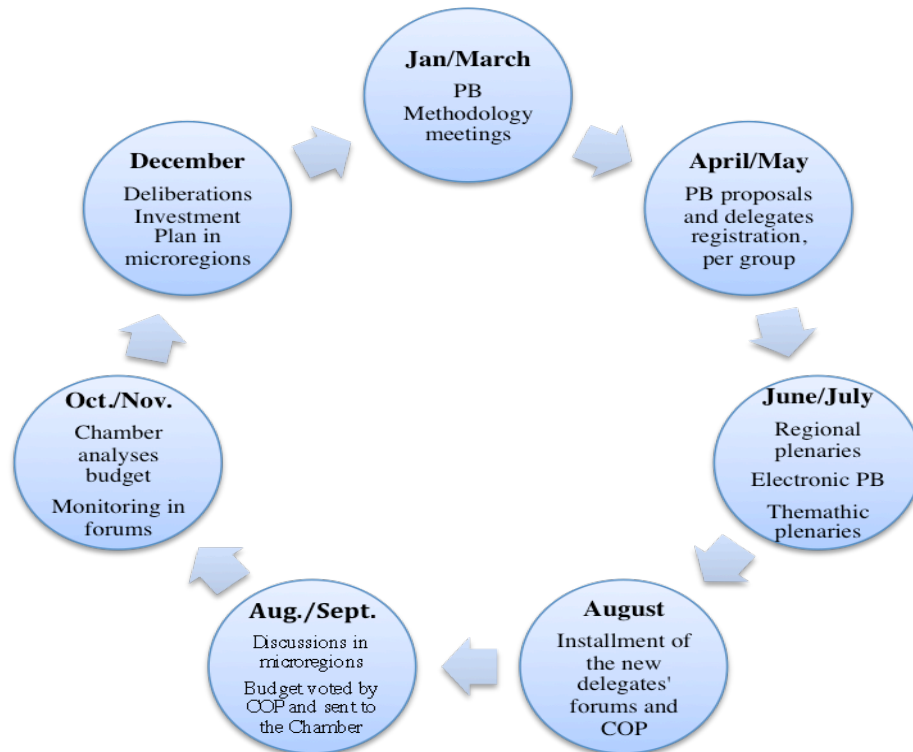 Jan/March
PB
Methodology
meetings
April/May
PB proposals
and delegates
registration,
per group
June/July
Regional
plenaries
Electronic PB
Themathic
plenaries
August
Installment of
the new
delegates'
forums and
COP
Aug./Sept.
Discussions in
microregions
Budget voted by
COP and sent to
the Chamber
Oct./Nov.
Chamber
analyses
budget
Monitoring in
forums
December
Deliberations
Investment
Plan in
microregions